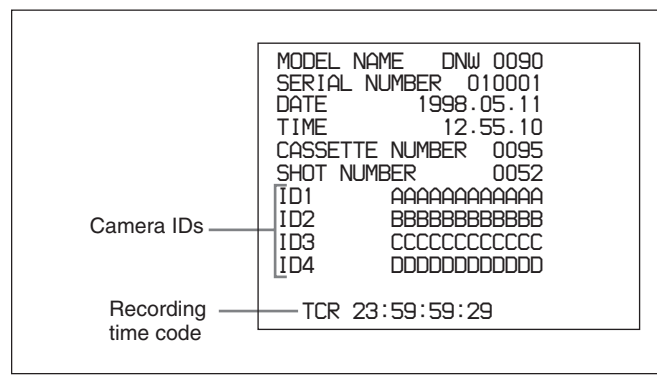 MODEL NAME DNW 0090
SERIAL NUMBER 010001
DATE 1998.05.11
TIME 12.55.10
CASSETTE NUMBER 0095
SHOT NUMBER 0052
ID1 AAAAAAAAAAAA
ID2 BBBBBBBBBBBB
ID3 CCCCCCCCCCCC
ID4 DDDDDDDDDDDD
Camera IDs
TCR 23:59:59:29
Recording
time code